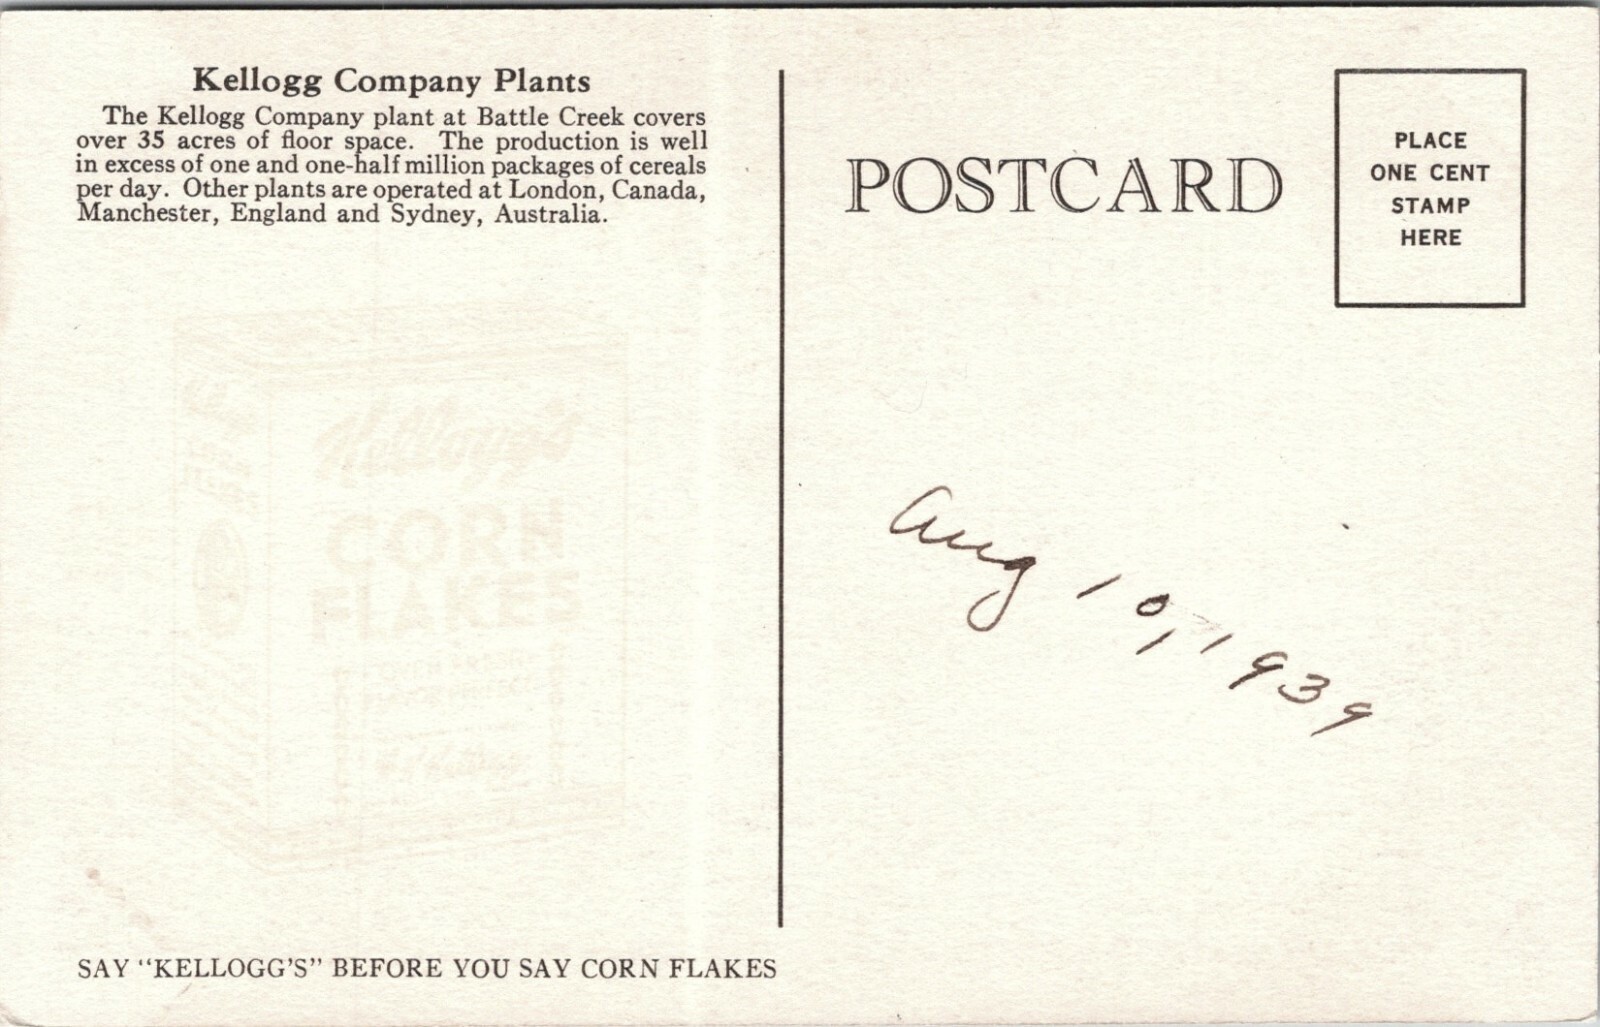 Kellogg Company Plants
The Kellogg Company plant at Battle Creek covers
over 35 acres of floor space. The production is well
in excess of one and one-half million packages of cereals
per day. Other plants are operated at London, Canada,
Manchester, England and Sydney, Australia.
Kellogg's
CORN
FLAKES
SAY "KELLOGG'S" BEFORE YOU SAY CORN FLAKES
POSTCARD
PLACE
ONE CENT
STAMP
HERE
Aug 10, 1939